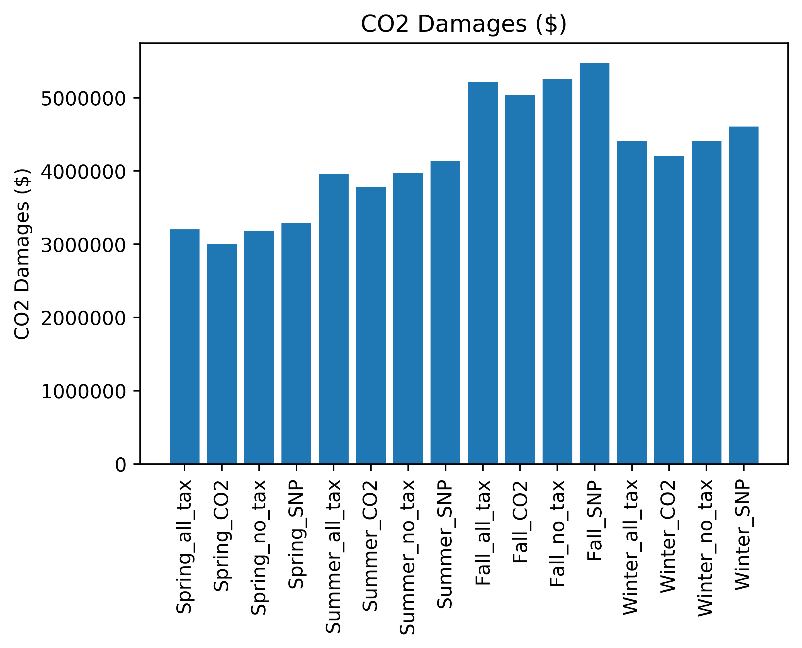 CO2 Damages ($)
CO2 Damages ($)
5000000
4000000
3000000
2000000
1000000
0
Spring_all_tax
Spring_CO2
Spring_no_tax
Spring_SNP
Summer_all_tax
Summer_CO2
Summer_no_tax
Summer_SNP
Fall_all_tax
Fall_CO2
Fall_no_tax
Fall_SNP
Winter_all_tax
Winter_CO2
Winter_no_tax
Winter_SNP